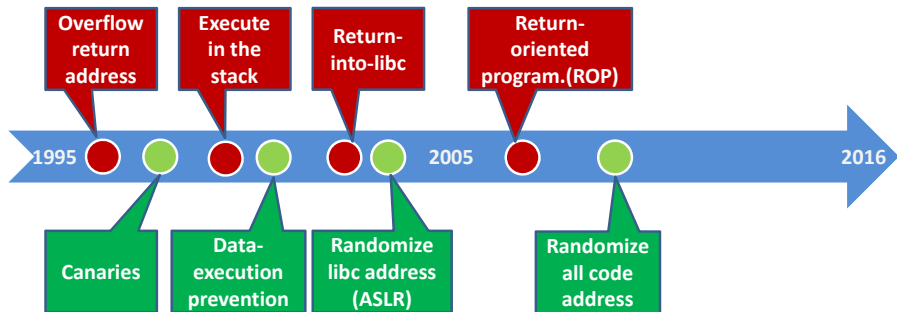 Overflow
return
address
Execute
in the
stack
Return-
into-libc
Return-
oriented
program.(ROP)
1995
2005
2016
Canaries
Data-
execution
prevention
Randomize
libc address
(ASLR)
Randomize
all code
address